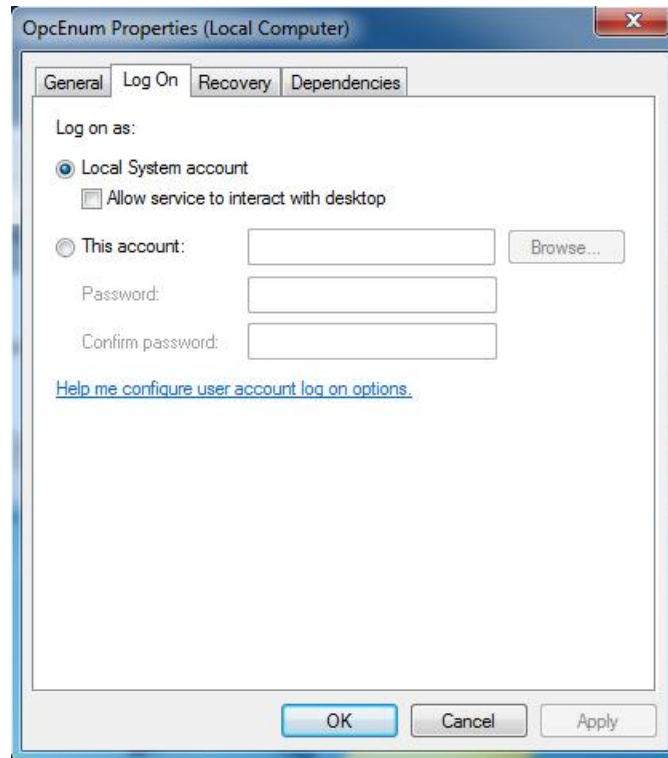 OpcEnum Properties (Local Computer)
General Log On Recovery Dependencies
Log on as:
Local System account
Allow service to interact with desktop
This account: Browse...
Password:
Confirm password:
Help me configure user account log on options.
OK Cancel Apply